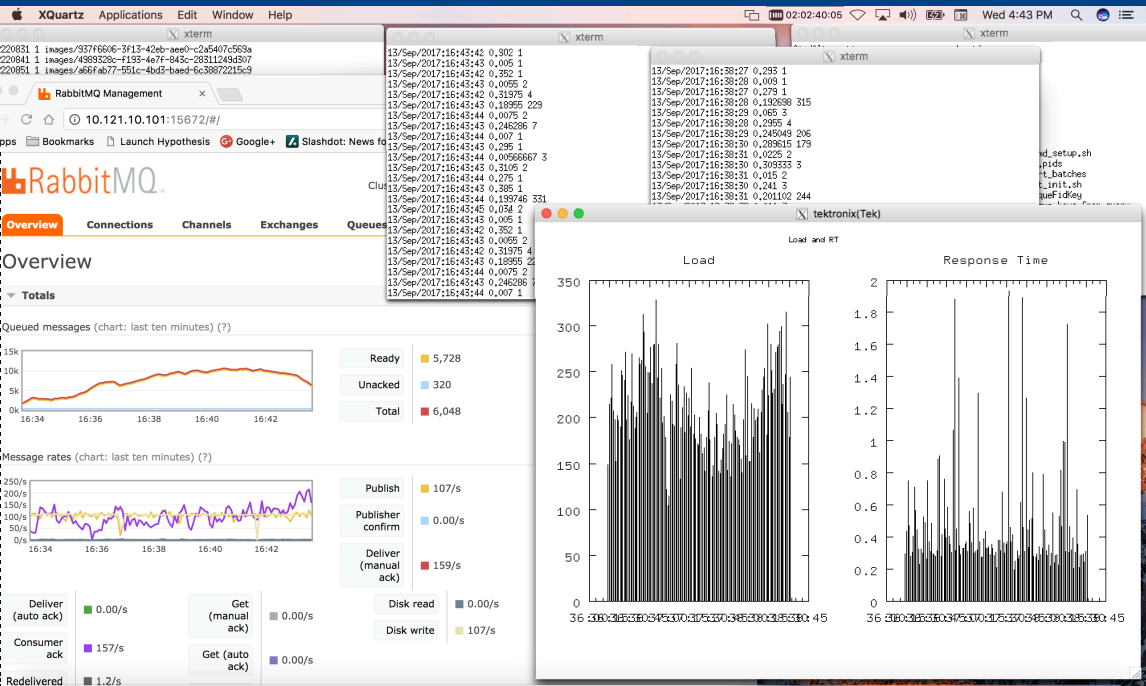 XQuartz Applications Edit Window Help
02:02:40:05 Wed 4:43 PM
xterm
220831 1 images/937f6606-3f13-42eb-aee0-c2a5407c569a
220841 1 images/4989328c-f193-4e7f-843c-28311249d307
220851 1 images/a66fab77-551c-4bd3-baed-6c38872215c9
RabbitMQ Management
10.121.10.101:15672/#/
Bookmarks Launch Hypothesis Google+ Slashdot: News fo
RabbitMQ
Clus
Overview Connections Channels Exchanges Queues
Overview
Totals
Queued messages (chart: last ten minutes) (?)
15k
10k
5k
0k
16:34 16:36 16:38 16:40 16:42
Ready 5,728
Unacked 320
Total 6,048
Message rates (chart: last ten minutes) (?)
250/s
200/s
150/s
100/s
50/s
0/s
16:34 16:36 16:38 16:40 16:42
Publish 107/s
Publisher confirm 0.00/s
Deliver (manual ack) 159/s
Deliver (auto ack) 0.00/s
Consumer ack 157/s
Redelivered 1.2/s
Get (manual ack) 0.00/s
Get (auto ack) 0.00/s
Disk read 0.00/s
Disk write 107/s
xterm
13/Sep/2017:16:43:42 0.302 1
13/Sep/2017:16:43:43 0.005 1
13/Sep/2017:16:43:42 0.352 1
13/Sep/2017:16:43:43 0.0055 2
13/Sep/2017:16:43:42 0.31975 4
13/Sep/2017:16:43:43 0.18955 229
13/Sep/2017:16:43:44 0.0075 2
13/Sep/2017:16:43:43 0.246286 7
13/Sep/2017:16:43:44 0.007 1
13/Sep/2017:16:43:43 0.295 1
13/Sep/2017:16:43:44 0.00566667 3
13/Sep/2017:16:43:43 0.3105 2
13/Sep/2017:16:43:44 0.275 1
13/Sep/2017:16:43:43 0.385 1
13/Sep/2017:16:43:44 0.199746 331
13/Sep/2017:16:43:45 0.034 2
13/Sep/2017:16:43:43 0.005 1
13/Sep/2017:16:43:42 0.352 1
13/Sep/2017:16:43:43 0.0055 2
13/Sep/2017:16:43:42 0.31975 4
13/Sep/2017:16:43:43 0.18955 22
13/Sep/2017:16:43:44 0.0075 2
13/Sep/2017:16:43:43 0.246286 7
13/Sep/2017:16:43:44 0.007 1
xterm
13/Sep/2017:16:38:27 0.293 1
13/Sep/2017:16:38:28 0.009 1
13/Sep/2017:16:38:27 0.279 1
13/Sep/2017:16:38:28 0.192698 315
13/Sep/2017:16:38:29 0.065 3
13/Sep/2017:16:38:28 0.2955 4
13/Sep/2017:16:38:29 0.245049 206
13/Sep/2017:16:38:30 0.289615 179
13/Sep/2017:16:38:31 0.0225 2
13/Sep/2017:16:38:30 0.309333 3
13/Sep/2017:16:38:31 0.015 2
13/Sep/2017:16:38:30 0.241 3
13/Sep/2017:16:38:31 0.201102 244
xterm
md_setup.sh
.pids
rt_batches
t_init.sh
queFidKey
tektronix(Tek)
Load and RT
Load
350
300
250
200
150
100
50
0
Response Time
2
1.8
1.6
1.4
1.2
1
0.8
0.6
0.4
0.2
0